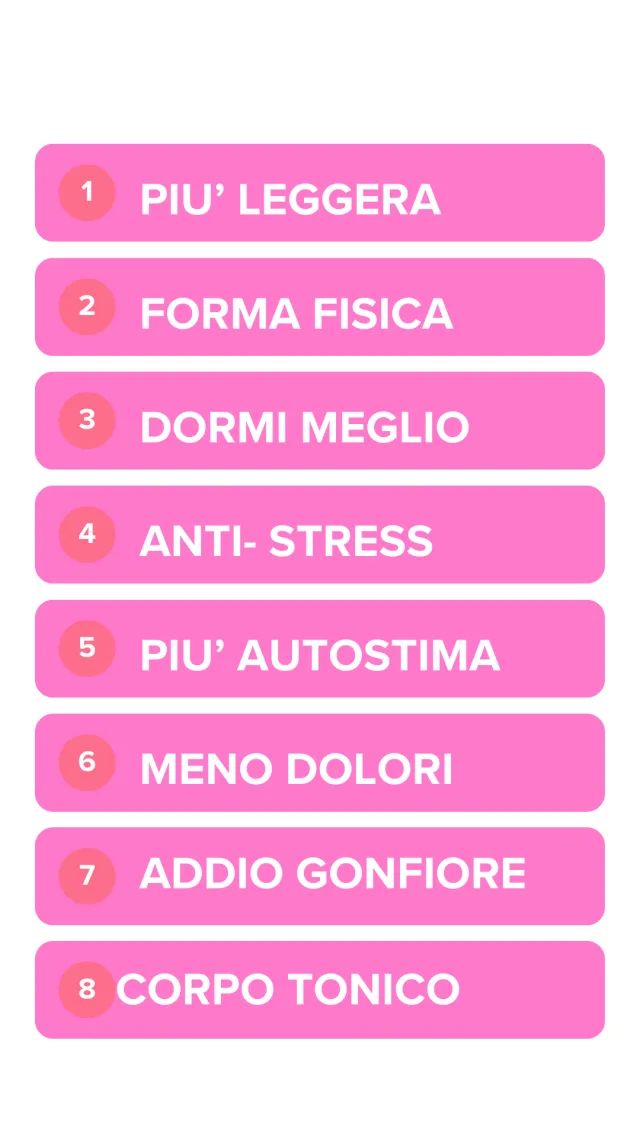 1 PIU’ LEGGERA
2 FORMA FISICA
3 DORMI MEGLIO
4 ANTI- STRESS
5 PIU’ AUTOSTIMA
6 MENO DOLORI
7 ADDIO GONFIORE
8 CORPO TONICO